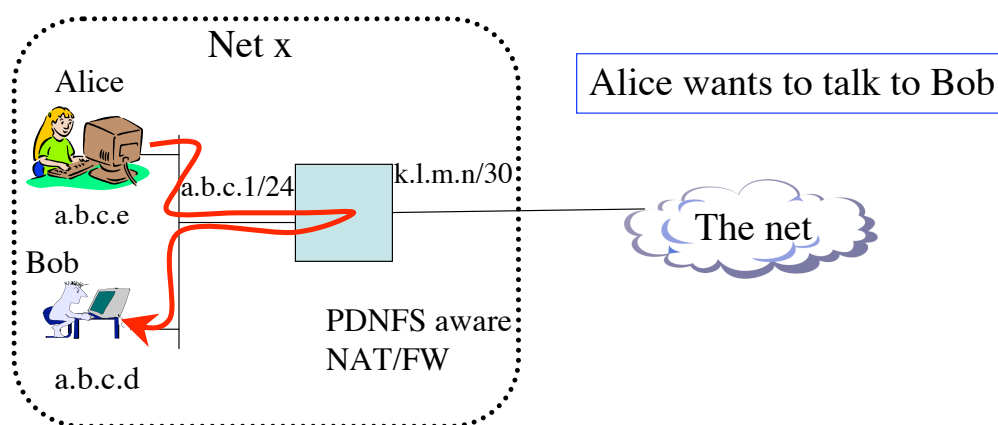 Net x
Alice
Alice wants to talk to Bob
a.b.c.1/24
k.l.m.n/30
a.b.c.e
The net
Bob
PDNFS aware
NAT/FW
a.b.c.d